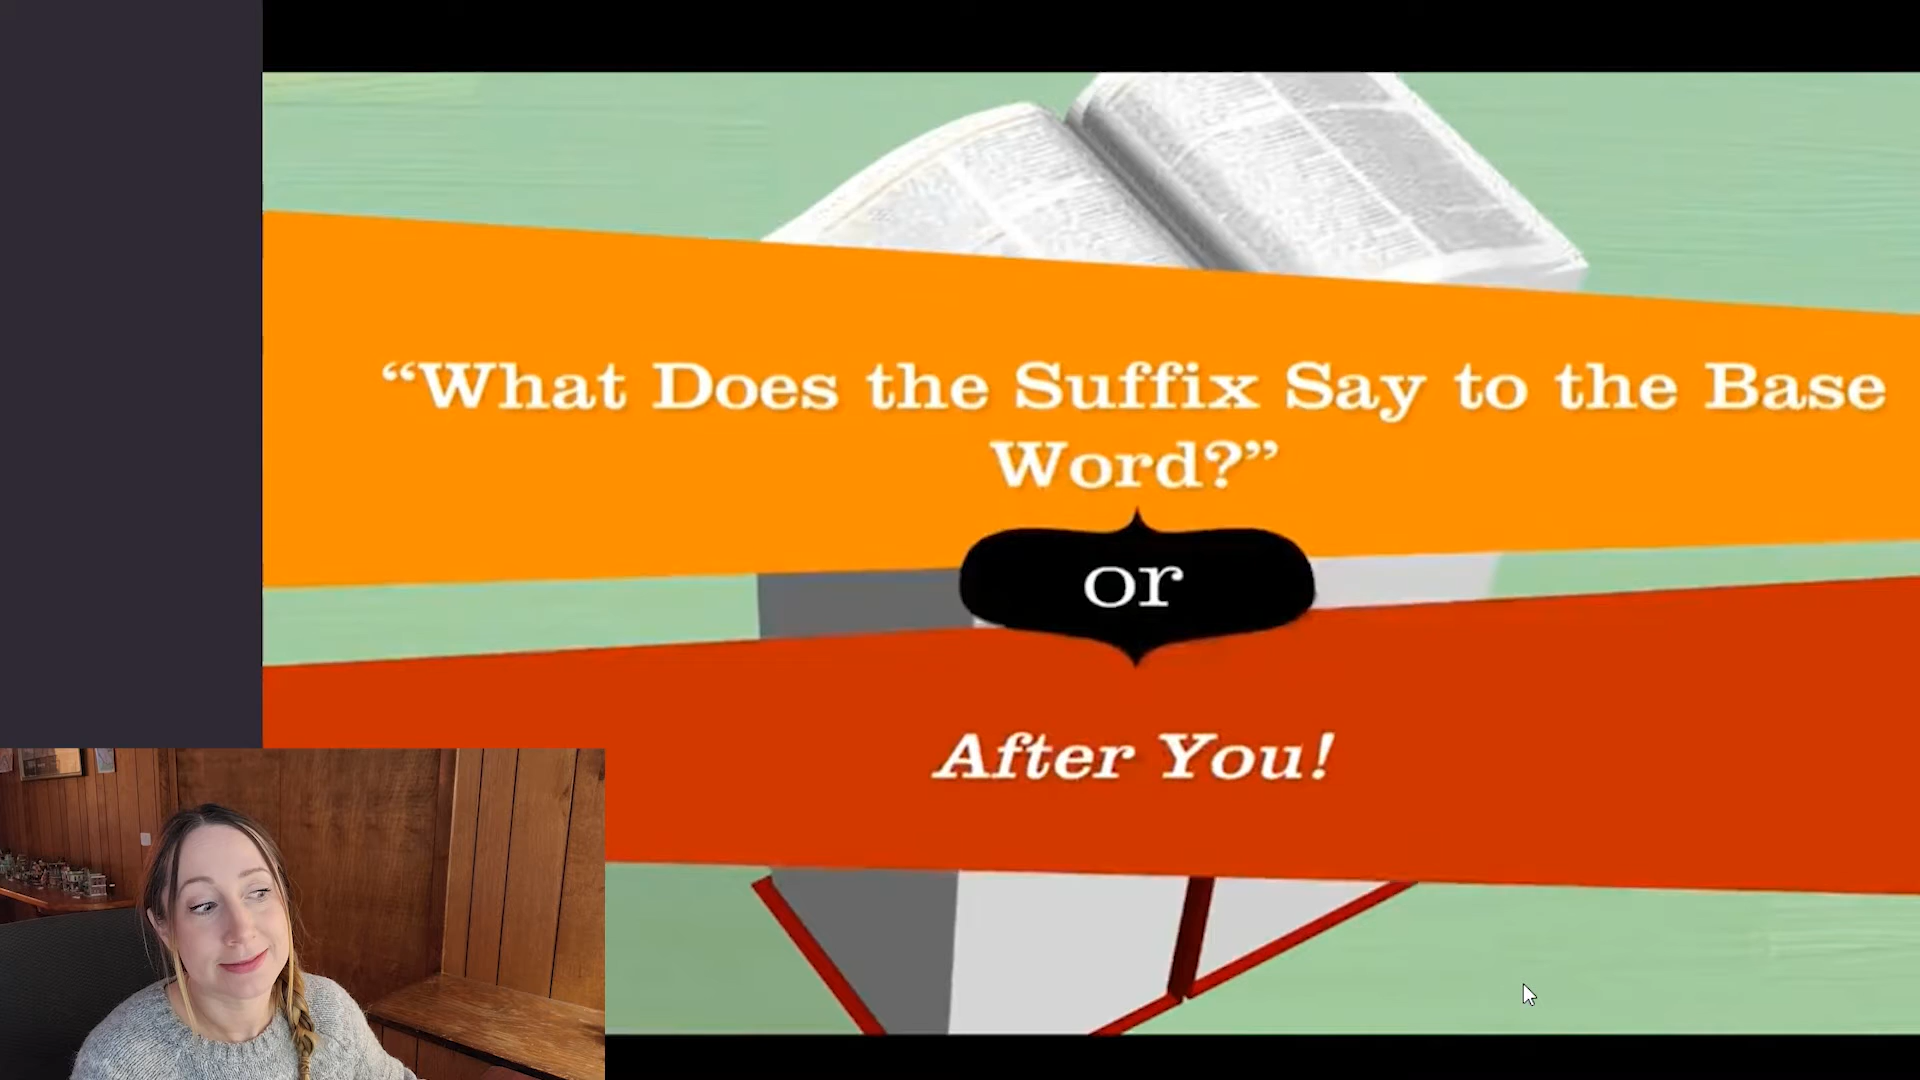 “What Does the Suffix Say to the Base
Word?”
or
After You!